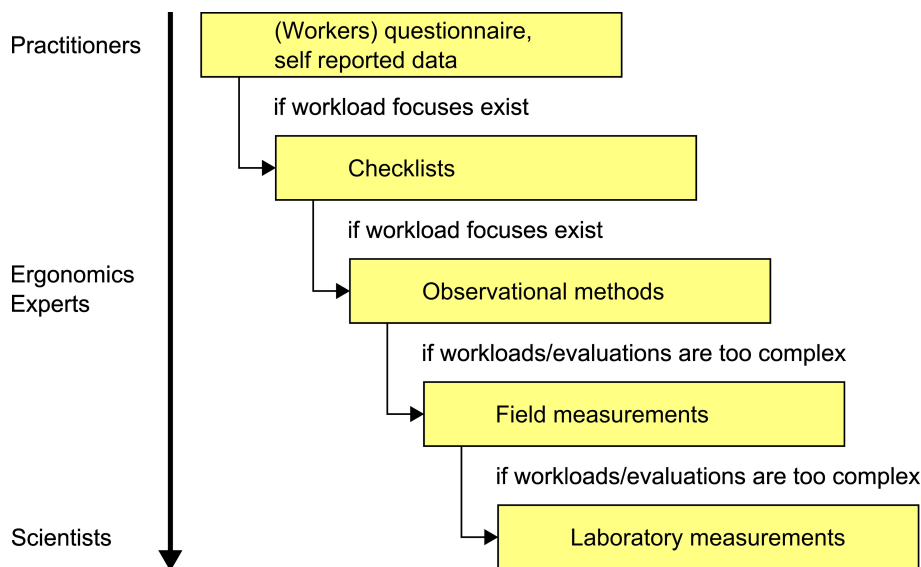 Practitioners
(Workers) questionnaire,
self reported data
if workload focuses exist
Checklists
if workload focuses exist
Ergonomics
Experts
Observational methods
if workloads/evaluations are too complex
Field measurements
if workloads/evaluations are too complex
Scientists
Laboratory measurements